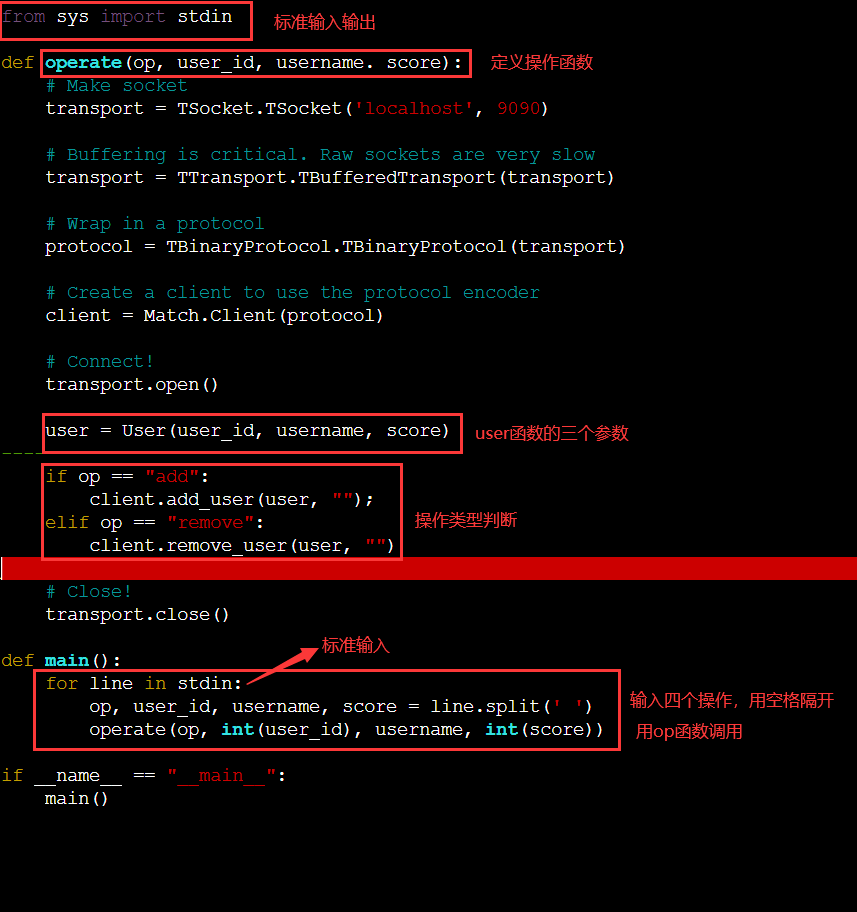 from sys import stdin
标准输入输出
def operate(op, user_id, username. score):
定义操作函数
# Make socket
transport = TSocket.TSocket('localhost', 9090)
# Buffering is critical. Raw sockets are very slow
transport = TTransport.TBufferedTransport(transport)
# Wrap in a protocol
protocol = TBinaryProtocol.TBinaryProtocol(transport)
# Create a client to use the protocol encoder
client = Match.Client(protocol)
# Connect!
transport.open()
user = User(user_id, username, score)
user函数的三个参数
----
if op == "add":
client.add_user(user, "");
elif op == "remove":
client.remove_user(user, "")
操作类型判断
# Close!
transport.close()
标准输入
def main():
for line in stdin:
op, user_id, username, score = line.split(' ')
operate(op, int(user_id), username, int(score))
输入四个操作，用空格隔开
用op函数调用
if __name__ == "__main__":
main()